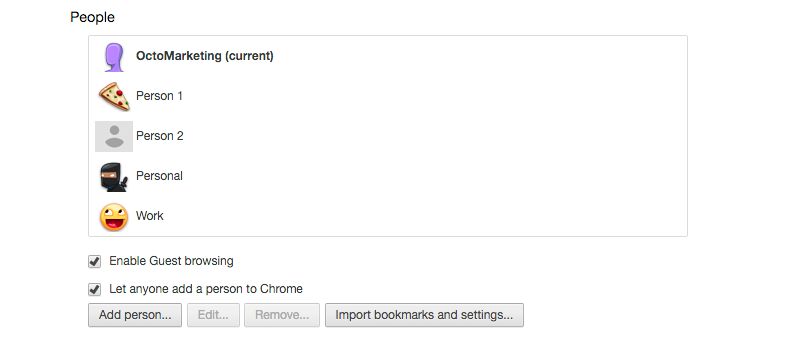 People
OctoMarketing (current)
Person 1
Person 2
Personal
Work
Enable Guest browsing
Let anyone add a person to Chrome
Add person... Edit... Remove... Import bookmarks and settings...